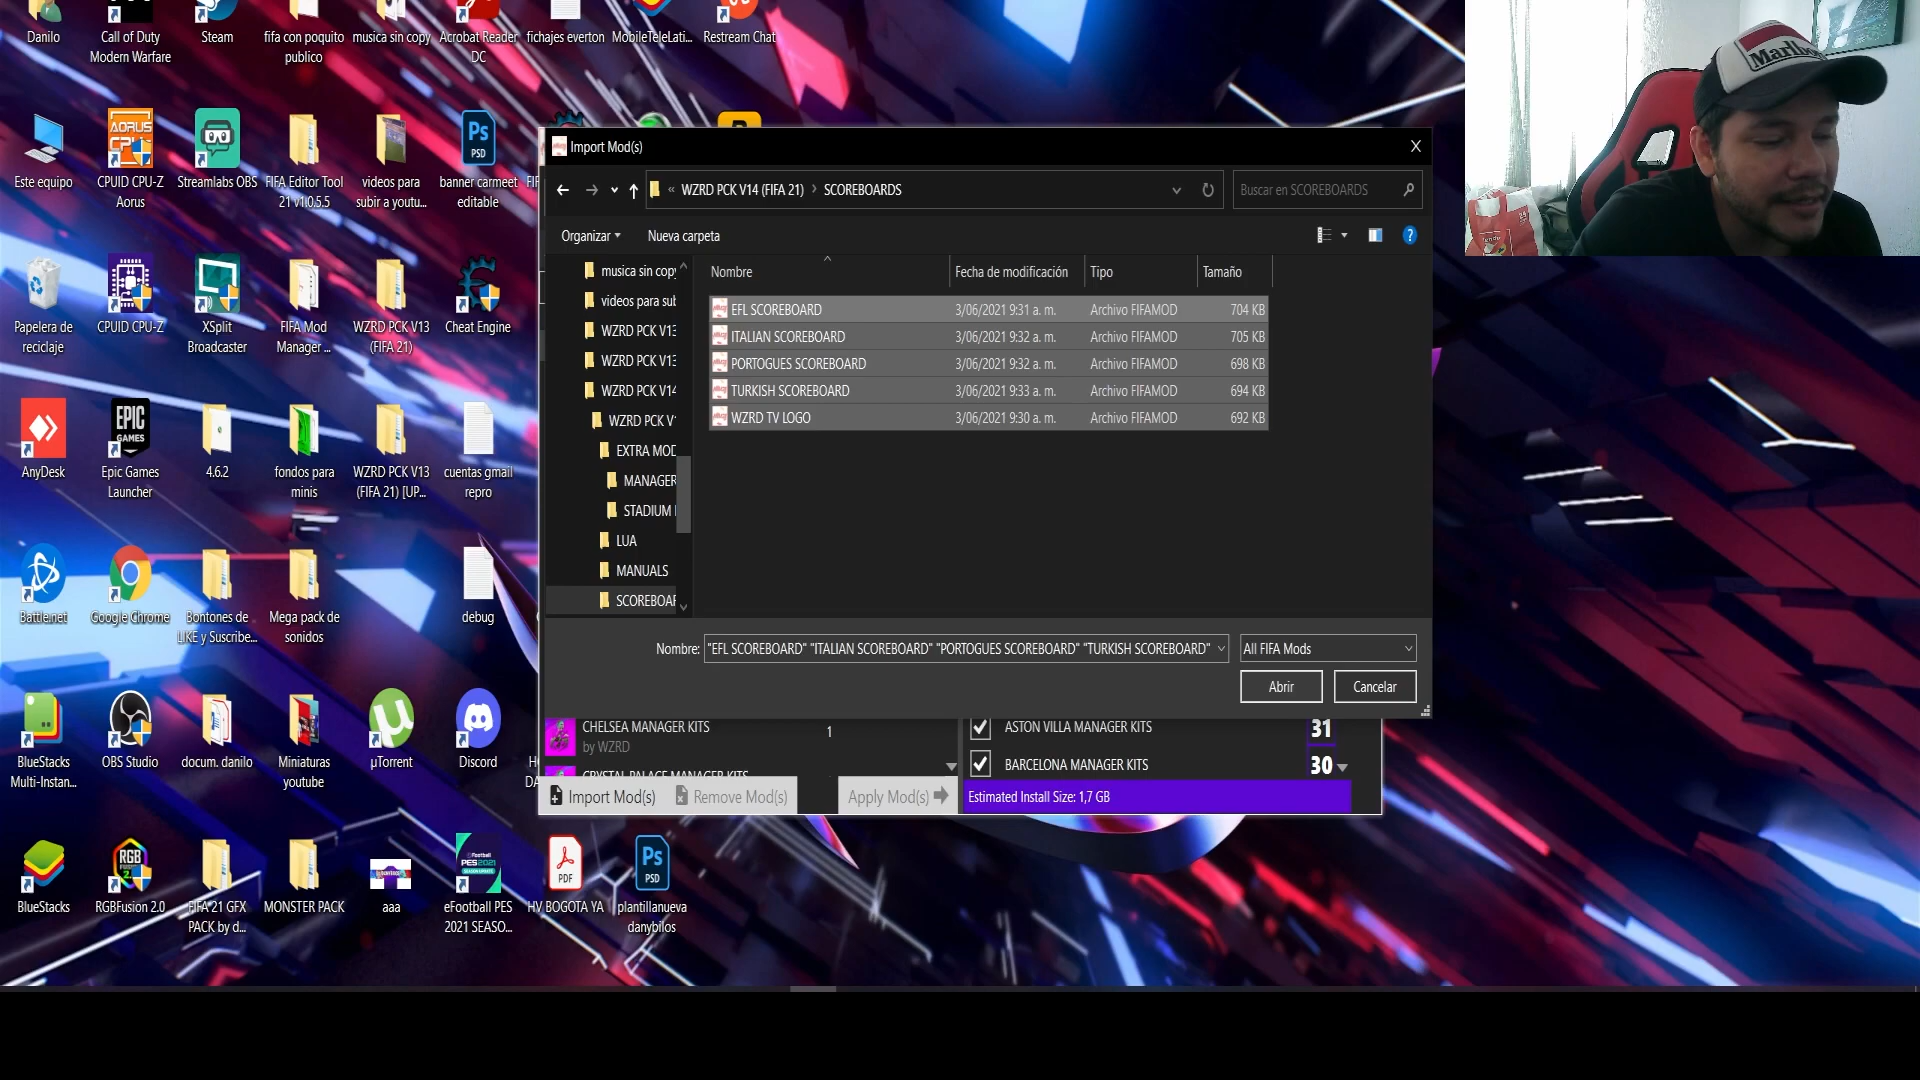 Danilo
Call of Duty
Modern Warfare
Steam
fifa con poquito
publico
musica sin copy
Acrobat Reader
DC
fichajes everton
MobileTeleLati...
Restream Chat
Este equipo
CPUID CPU-Z
Aorus
Streamlabs OBS
FIFA Editor Tool
21 v1.0.5.5
videos para
subir a youtu...
banner carmeet
editable
Papelera de
reciclaje
CPUID CPU-Z
XSplit
Broadcaster
FIFA Mod
Manager ...
WZRD PCK V13
(FIFA 21)
Cheat Engine
AnyDesk
Epic Games
Launcher
4.6.2
fondos para
minis
WZRD PCK V13
(FIFA 21) [UP...
cuentas gmail
repro
Battle.net
Google Chrome
Bontones de
LIKE y Suscribe...
Mega pack de
sonidos
debug
BlueStacks
Multi-Instan...
OBS Studio
docum. danilo
Miniaturas
youtube
µTorrent
Discord
BlueStacks
RGBFusion 2.0
FIFA 21 GFX
PACK by d...
MONSTER PACK
aaa
eFootball PES
2021 SEASO...
HV BOGOTA YA
plantillanueva
danybilos
Import Mod(s)
X
« WZRD PCK V14 (FIFA 21) › SCOREBOARDS
Buscar en SCOREBOARDS
Organizar
Nueva carpeta
musica sin copy
videos para sub
WZRD PCK V13
WZRD PCK V13
WZRD PCK V14
WZRD PCK V1
EXTRA MOD
MANAGER
STADIUM
LUA
MANUALS
SCOREBOAR
Nombre Fecha de modificación Tipo Tamaño
EFL SCOREBOARD 3/06/2021 9:31 a. m. Archivo FIFAMOD 704 KB
ITALIAN SCOREBOARD 3/06/2021 9:32 a. m. Archivo FIFAMOD 705 KB
PORTOGUES SCOREBOARD 3/06/2021 9:32 a. m. Archivo FIFAMOD 698 KB
TURKISH SCOREBOARD 3/06/2021 9:33 a. m. Archivo FIFAMOD 694 KB
WZRD TV LOGO 3/06/2021 9:30 a. m. Archivo FIFAMOD 692 KB
Nombre: "EFL SCOREBOARD" "ITALIAN SCOREBOARD" "PORTOGUES SCOREBOARD" "TURKISH SCOREBOARD"
All FIFA Mods
Abrir
Cancelar
CHELSEA MANAGER KITS 1
by WZRD
CRYSTAL PALACE MANAGER KITS
ASTON VILLA MANAGER KITS 31
BARCELONA MANAGER KITS 30
Import Mod(s)
Remove Mod(s)
Apply Mod(s)
Estimated Install Size: 1,7 GB
Marlbo